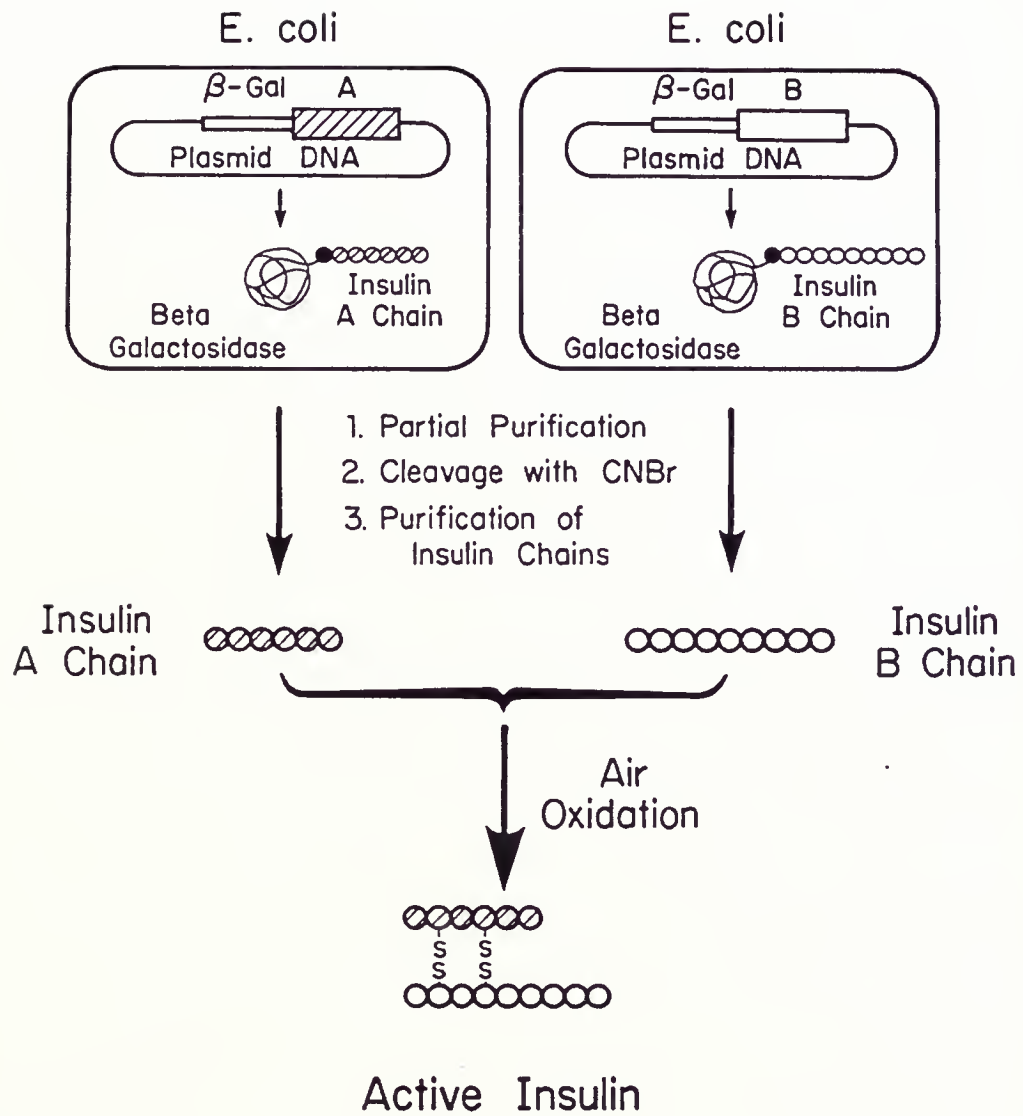 E. coli
β-Gal A
Plasmid DNA
Insulin
A Chain
Beta
Galactosidase
E. coli
β-Gal B
Plasmid DNA
Insulin
B Chain
Beta
Galactosidase
1. Partial Purification
2. Cleavage with CNBr
3. Purification of
Insulin Chains
Insulin
A Chain
Insulin
B Chain
Air
Oxidation
S S
S S
Active Insulin